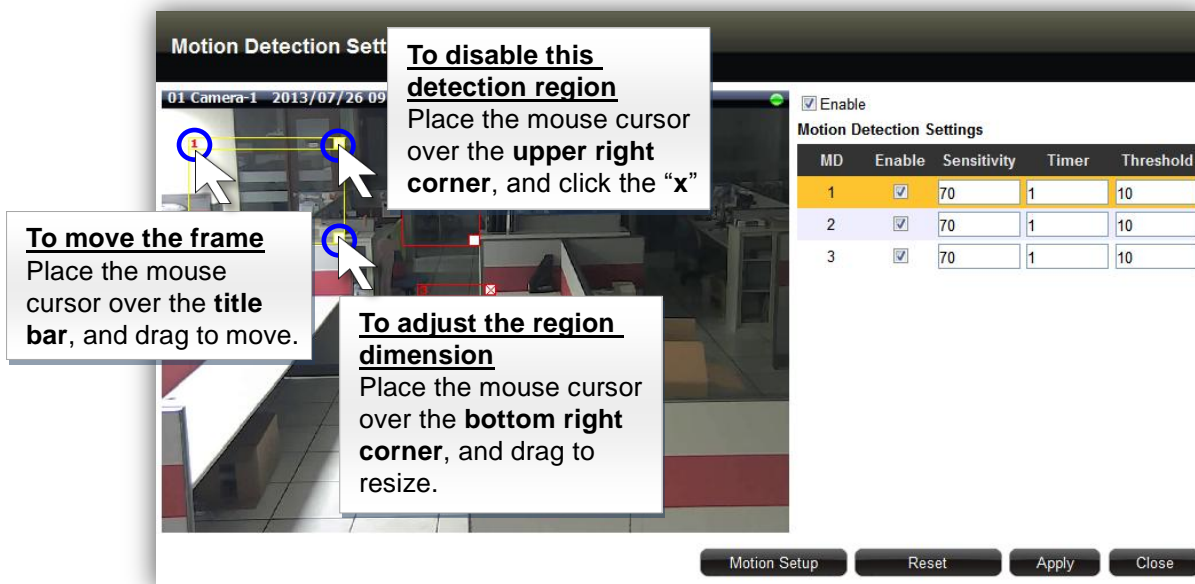 Motion Detection Sett
To disable this
detection region
Place the mouse cursor
over the upper right
corner, and click the “x”
01 Camera-1 2013/07/26 09
Enable
Motion Detection Settings
MD Enable Sensitivity Timer Threshold
1 70 1 10
2 70 1 10
3 70 1 10
1
To move the frame
Place the mouse
cursor over the title
bar, and drag to move.
To adjust the region
dimension
Place the mouse cursor
over the bottom right
corner, and drag to
resize.
Motion Setup Reset Apply Close